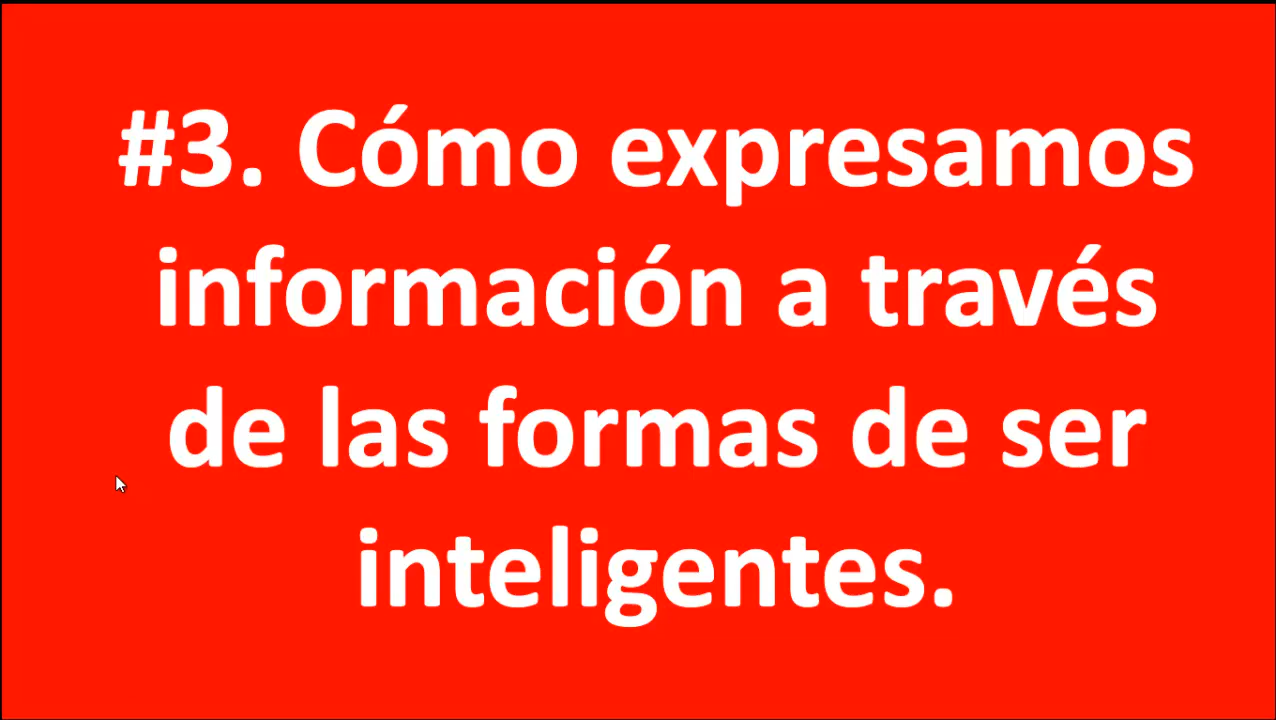 #3. Cómo expresamos
información a través
de las formas de ser
inteligentes.